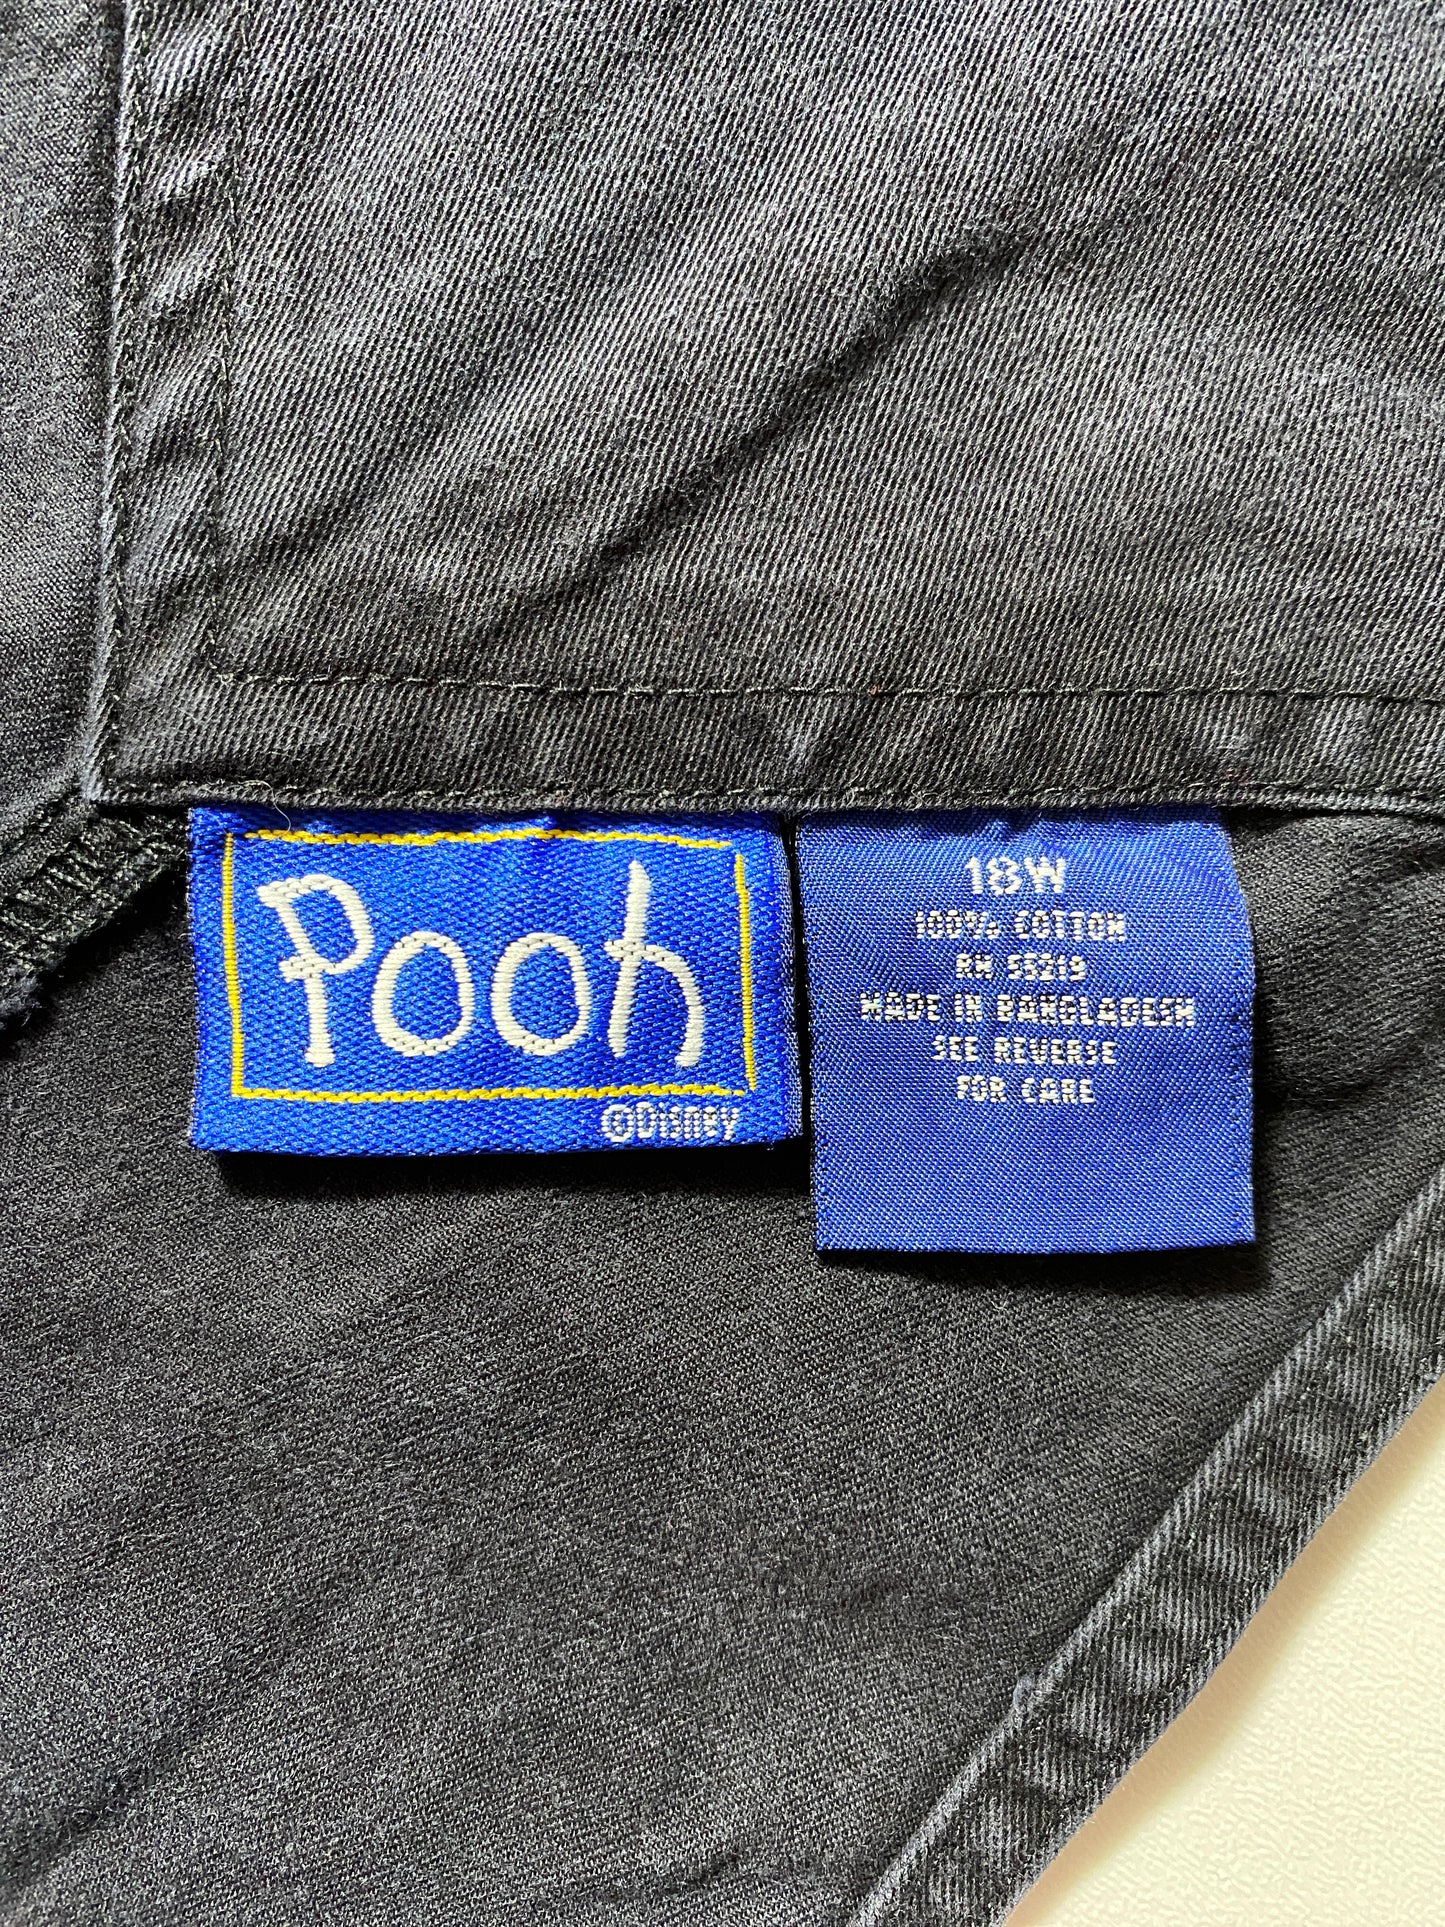 Pooh
©Disney
18W
100% COTTON
RN 55219
MADE IN BANGLADESH
SEE REVERSE
FOR CARE